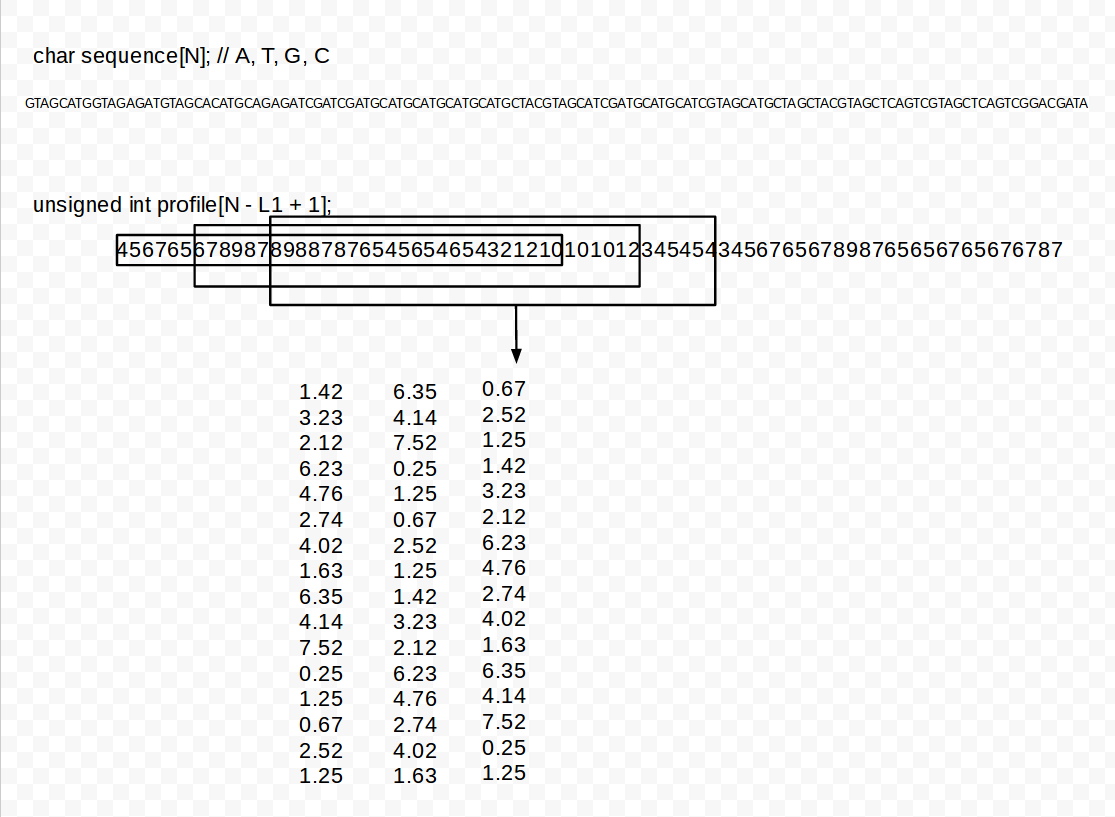 char sequence[N]; // A, T, G, C
GTAGCATGGTAGAGATGTAGCACATGCAGAGATCGATCGATGCATGCATGCATGCATGCTACGTAGCATCGATGCATGCATCGTAGCATGCTAGCTACGTAGCTCAGTCGTAGCTCAGTCGGACGATA
unsigned int profile[N - L1 + 1];
45676567898789887876545654654321210101012345454345676567898765656765676787
1.42 6.35 0.67
3.23 4.14 2.52
2.12 7.52 1.25
6.23 0.25 1.42
4.76 1.25 3.23
2.74 0.67 2.12
4.02 2.52 6.23
1.63 1.25 4.76
6.35 1.42 2.74
4.14 3.23 4.02
7.52 2.12 1.63
0.25 6.23 6.35
1.25 4.76 4.14
0.67 2.74 7.52
2.52 4.02 0.25
1.25 1.63 1.25